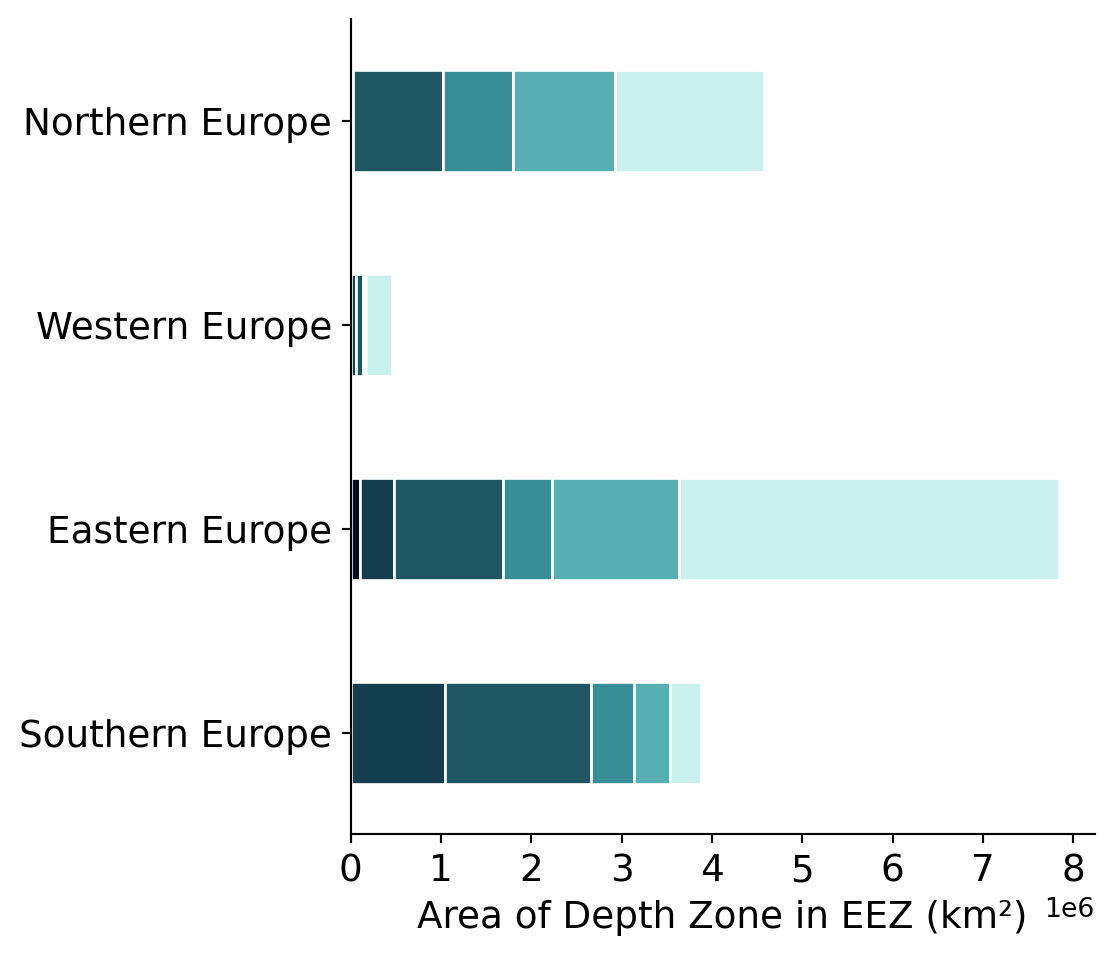 Northern Europe
Western Europe
Eastern Europe
Southern Europe
0 1 2 3 4 5 6 7 8
Area of Depth Zone in EEZ (km²) 1e6